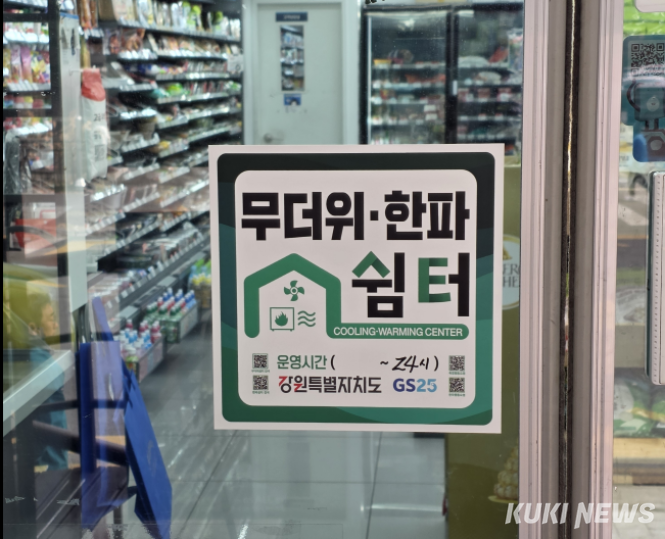 무더위·한파
쉼터
COOLING·WARMING CENTER
운영시간 ( ~24시)
강원특별자치도 GS25
KUKI NEWS